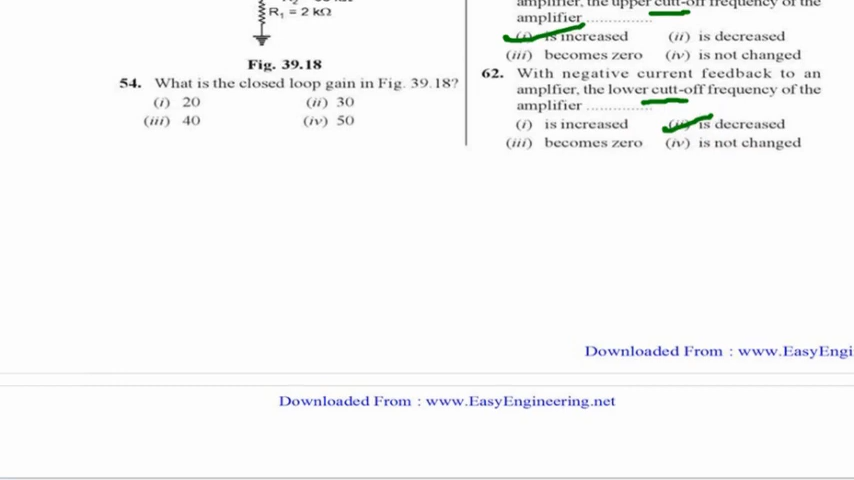 R₁ = 2 kΩ
Fig. 39.18
54. What is the closed loop gain in Fig. 39.18?
(i) 20 (ii) 30
(iii) 40 (iv) 50
amplifier, the upper cutt-off frequency of the
amplifier ..............
(i) is increased (ii) is decreased
(iii) becomes zero (iv) is not changed
62. With negative current feedback to an
amplfier, the lower cutt-off frequency of the
amplfier ..............
(i) is increased (ii) is decreased
(iii) becomes zero (iv) is not changed
Downloaded From : www.EasyEngi
Downloaded From : www.EasyEngineering.net